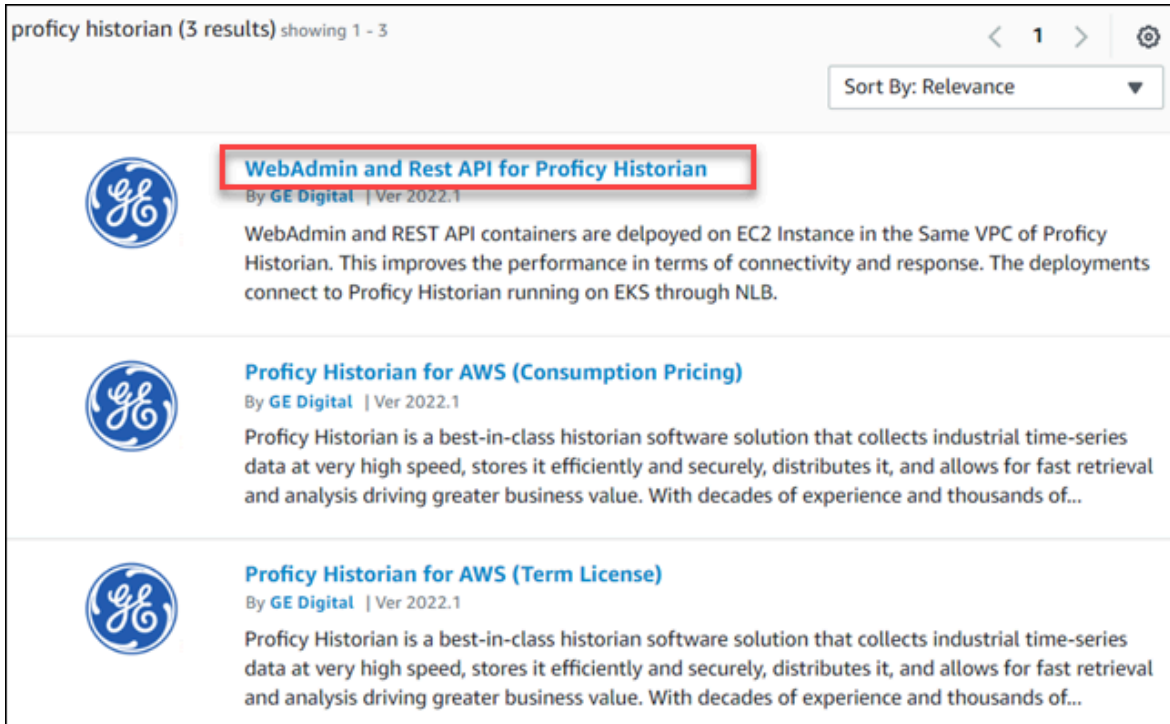 proficy historian (3 results) showing 1 - 3
1
Sort By: Relevance
WebAdmin and Rest API for Proficy Historian
By GE Digital | Ver 2022.1
WebAdmin and REST API containers are delpoyed on EC2 Instance in the Same VPC of Proficy
Historian. This improves the performance in terms of connectivity and response. The deployments
connect to Proficy Historian running on EKS through NLB.
Proficy Historian for AWS (Consumption Pricing)
By GE Digital | Ver 2022.1
Proficy Historian is a best-in-class historian software solution that collects industrial time-series
data at very high speed, stores it efficiently and securely, distributes it, and allows for fast retrieval
and analysis driving greater business value. With decades of experience and thousands of...
Proficy Historian for AWS (Term License)
By GE Digital | Ver 2022.1
Proficy Historian is a best-in-class historian software solution that collects industrial time-series
data at very high speed, stores it efficiently and securely, distributes it, and allows for fast retrieval
and analysis driving greater business value. With decades of experience and thousands of...